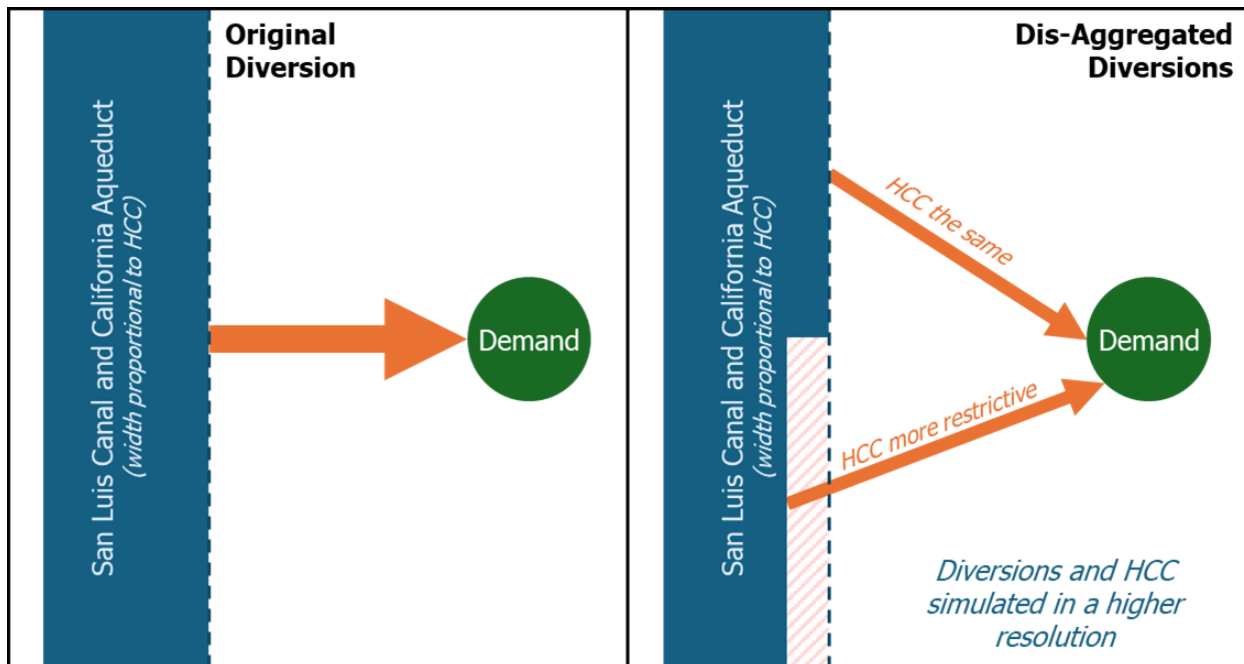 Original
Diversion
San Luis Canal and California Aqueduct
(width proportional to HCC)
Demand
Dis-Aggregated
Diversions
San Luis Canal and California Aqueduct
(width proportional to HCC)
HCC the same
Demand
HCC more restrictive
Diversions and HCC
simulated in a higher
resolution